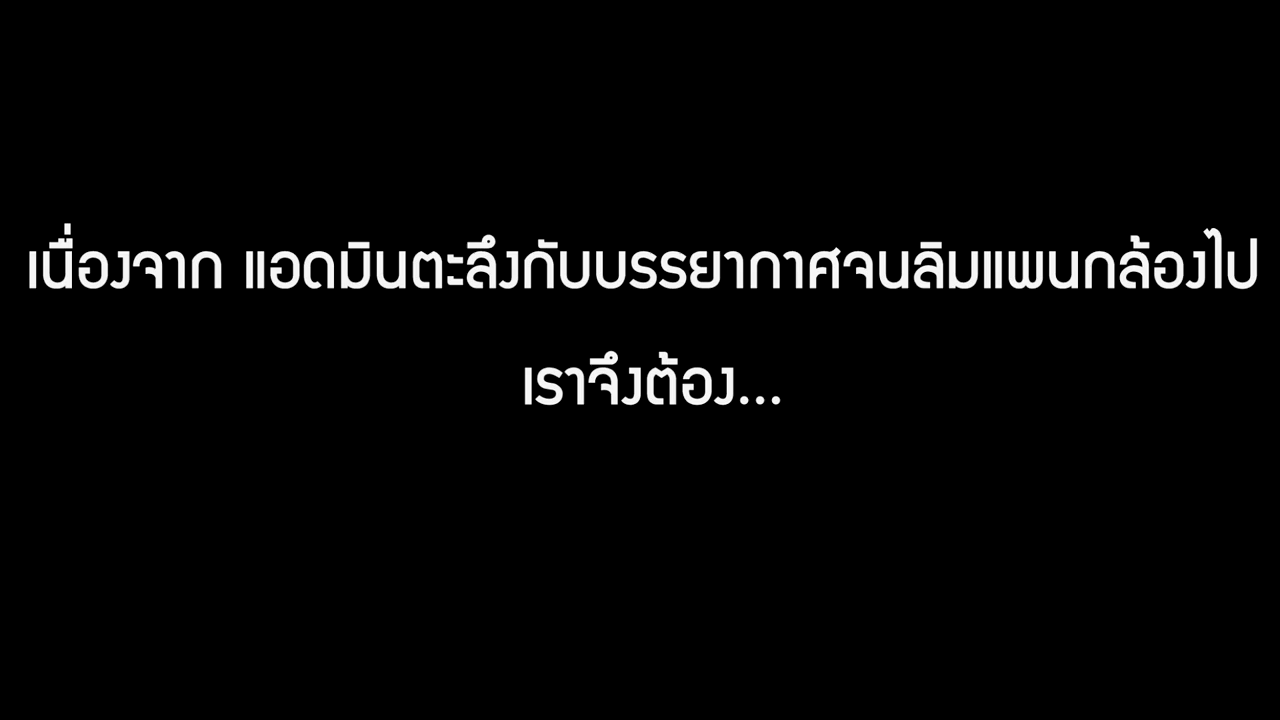 เนื่องจาก แอดมินตะลึงกับบรรยากาศจนลิมแพนกล้องไป
เราจึงต้อง...